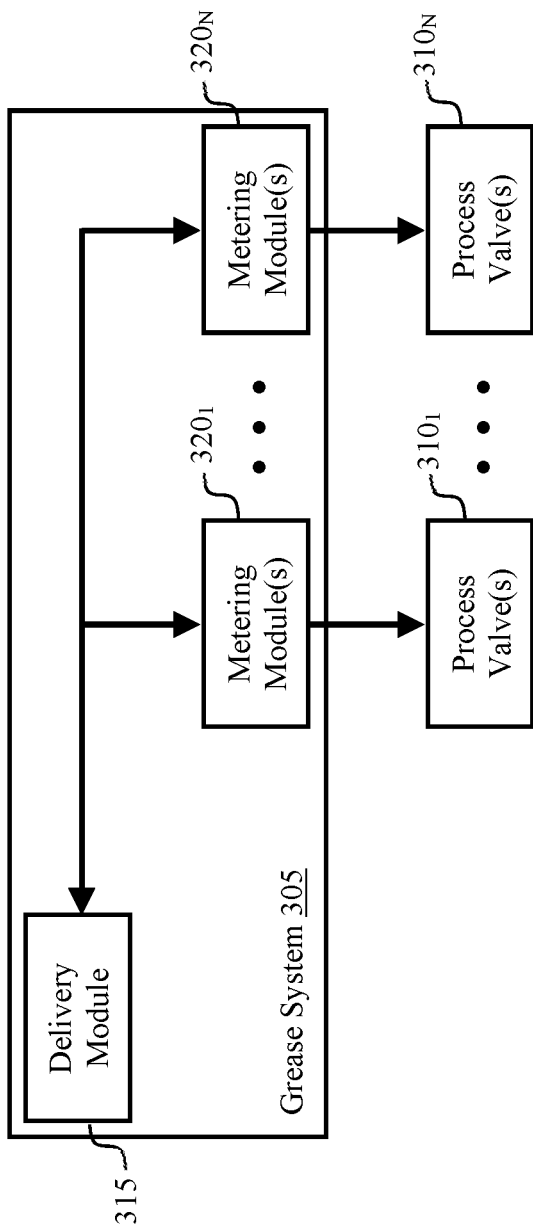 315
Delivery
Module
Grease System 305
320₁
Metering
Module(s)
320N
Metering
Module(s)
310₁
Process
Valve(s)
310N
Process
Valve(s)